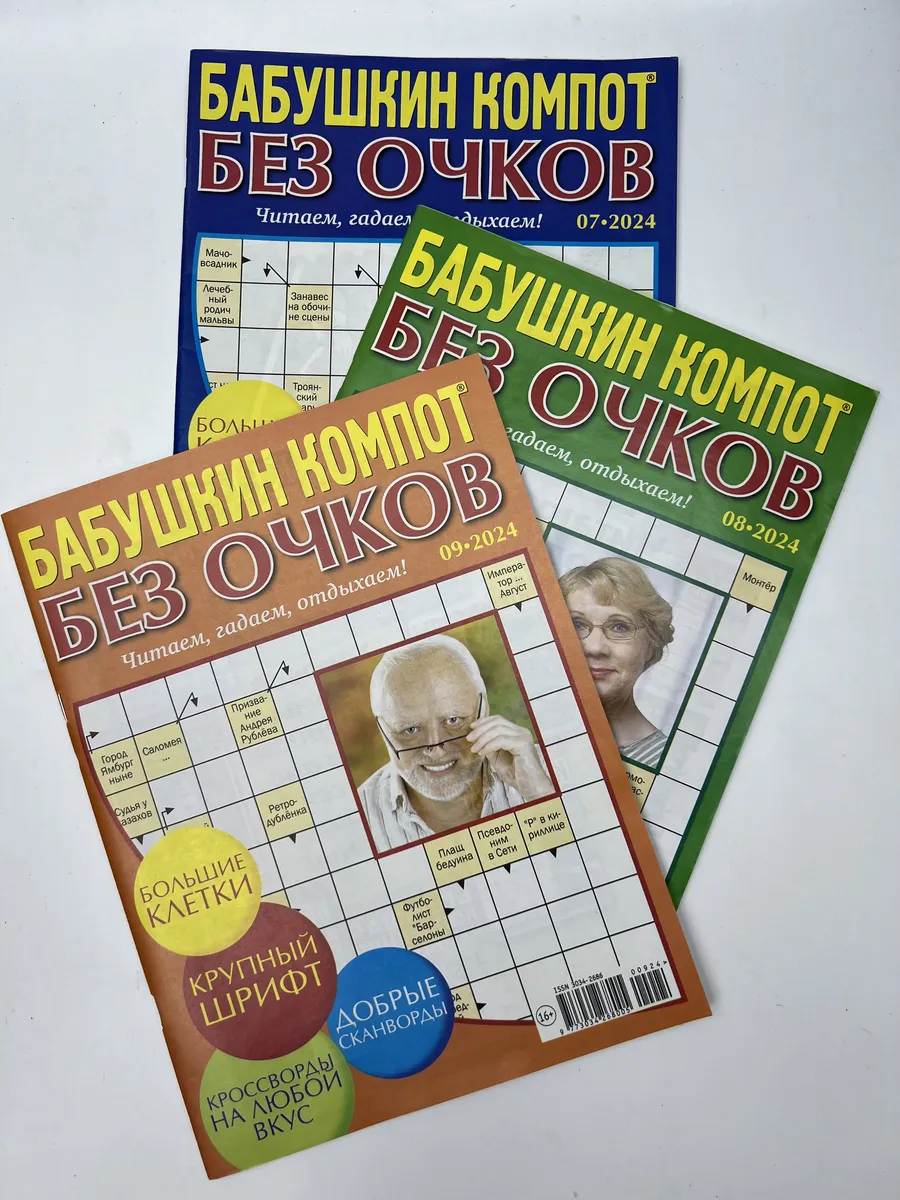 БАБУШКИН КОМПОТ®
БЕЗ ОЧКОВ
Читаем, гадаем, отдыхаем! 07•2024
Мачо-
всадник
Лечеб-
ный
родич
мальвы
Занавес
на обочи-
не сцены
Троян-
ский
БАБУШКИН КОМПОТ®
БЕЗ ОЧКОВ
гадаем, отдыхаем!
08•2024
Монтёр
БАБУШКИН КОМПОТ®
БЕЗ ОЧКОВ
Читаем, гадаем, отдыхаем!
09•2024
Импера-
тор ...
Август
Призва-
ние
Андрея
Рублёва
Город
Ямбург
ныне
Саломея
...
Судья у
казахов
Ретро-
дублёнка
Плащ
бедуина
Псевдо-
ним
в Сети
"Р" в ки-
риллице
Футбо-
лист
"Бар-
селоны
БОЛЬШИЕ
КЛЕТКИ
КРУПНЫЙ
ШРИФТ
ДОБРЫЕ
СКАНВОРДЫ
КРОССВОРДЫ
НА ЛЮБОЙ
ВКУС
16+
ISSN 3034-2686
00924>
9 773034 268005